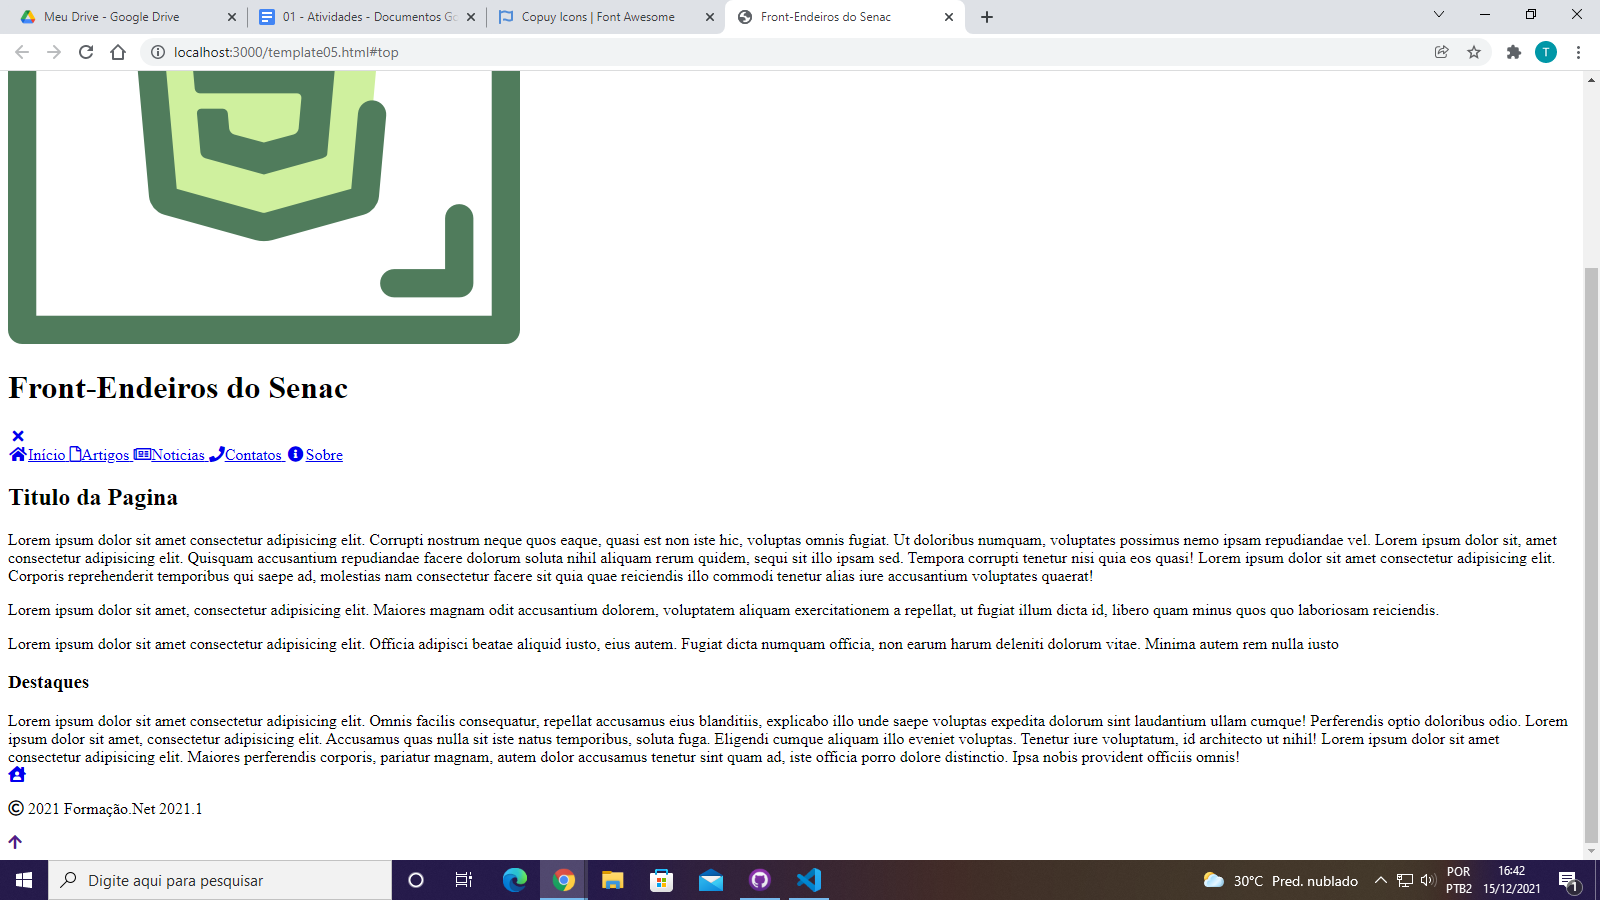 Meu Drive - Google Drive
01 - Atividades - Documentos Go
Copuy Icons | Font Awesome
Front-Endeiros do Senac
localhost:3000/template05.html#top
T
Front-Endeiros do Senac
Início Artigos Noticias Contatos Sobre
Titulo da Pagina
Lorem ipsum dolor sit amet consectetur adipisicing elit. Corrupti nostrum neque quos eaque, quasi est non iste hic, voluptas omnis fugiat. Ut doloribus numquam, voluptates possimus nemo ipsam repudiandae vel. Lorem ipsum dolor sit, amet
consectetur adipisicing elit. Quisquam accusantium repudiandae facere dolorum soluta nihil aliquam rerum quidem, sequi sit illo ipsam sed. Tempora corrupti tenetur nisi quia eos quasi! Lorem ipsum dolor sit amet consectetur adipisicing elit.
Corporis reprehenderit temporibus qui saepe ad, molestias nam consectetur facere sit quia quae reiciendis illo commodi tenetur alias iure accusantium voluptates quaerat!
Lorem ipsum dolor sit amet, consectetur adipisicing elit. Maiores magnam odit accusantium dolorem, voluptatem aliquam exercitationem a repellat, ut fugiat illum dicta id, libero quam minus quos quo laboriosam reiciendis.
Lorem ipsum dolor sit amet consectetur adipisicing elit. Officia adipisci beatae aliquid iusto, eius autem. Fugiat dicta numquam officia, non earum harum deleniti dolorum vitae. Minima autem rem nulla iusto
Destaques
Lorem ipsum dolor sit amet consectetur adipisicing elit. Omnis facilis consequatur, repellat accusamus eius blanditiis, explicabo illo unde saepe voluptas expedita dolorum sint laudantium ullam cumque! Perferendis optio doloribus odio. Lorem
ipsum dolor sit amet, consectetur adipisicing elit. Accusamus quas nulla sit iste natus temporibus, soluta fuga. Eligendi cumque aliquam illo eveniet voluptas. Tenetur iure voluptatum, id architecto ut nihil! Lorem ipsum dolor sit amet
consectetur adipisicing elit. Maiores perferendis corporis, pariatur magnam, autem dolor accusamus tenetur sint quam ad, iste officia porro dolore distinctio. Ipsa nobis provident officiis omnis!
© 2021 Formação.Net 2021.1
Digite aqui para pesquisar
30°C Pred. nublado
POR
PTB2
16:42
15/12/2021
1